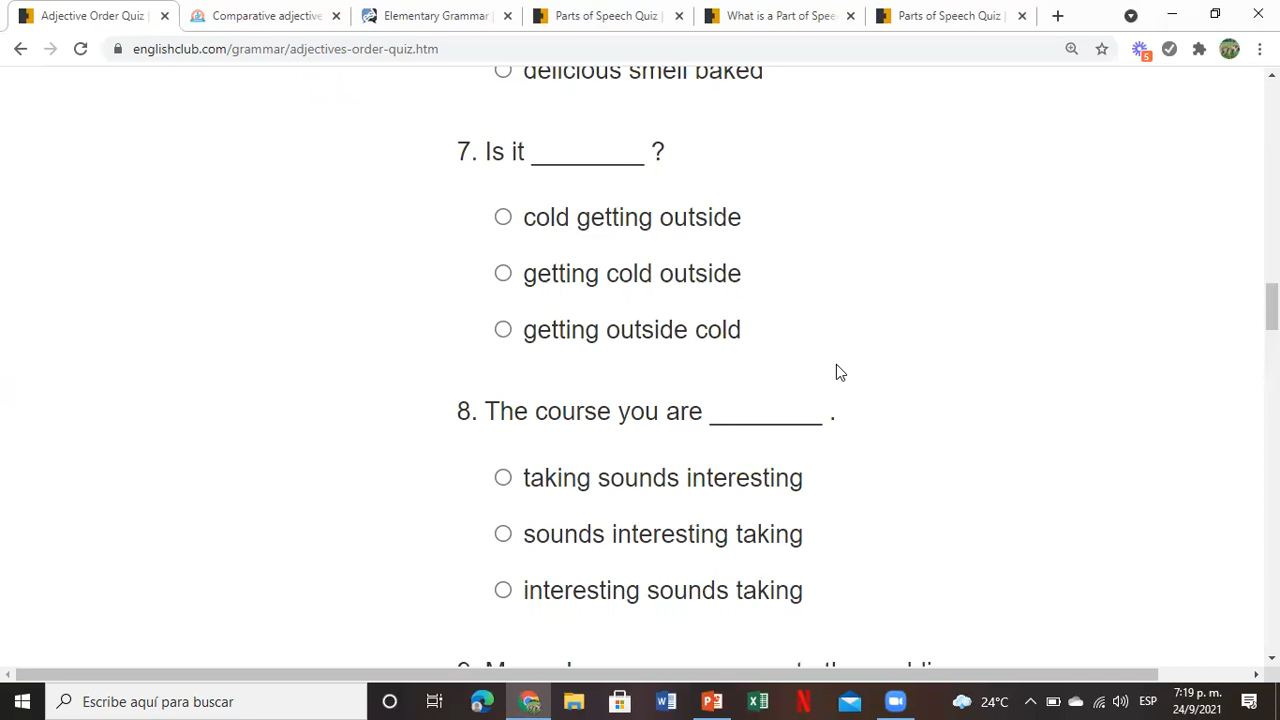 Adjective Order Quiz |
Comparative adjective
Elementary Grammar |
Parts of Speech Quiz |
What is a Part of Spee
Parts of Speech Quiz |
englishclub.com/grammar/adjectives-order-quiz.htm
5
delicious smell baked
7. Is it ________ ?
cold getting outside
getting cold outside
getting outside cold
8. The course you are ________ .
taking sounds interesting
sounds interesting taking
interesting sounds taking
Escribe aquí para buscar
24°C
ESP
7:19 p. m.
24/9/2021